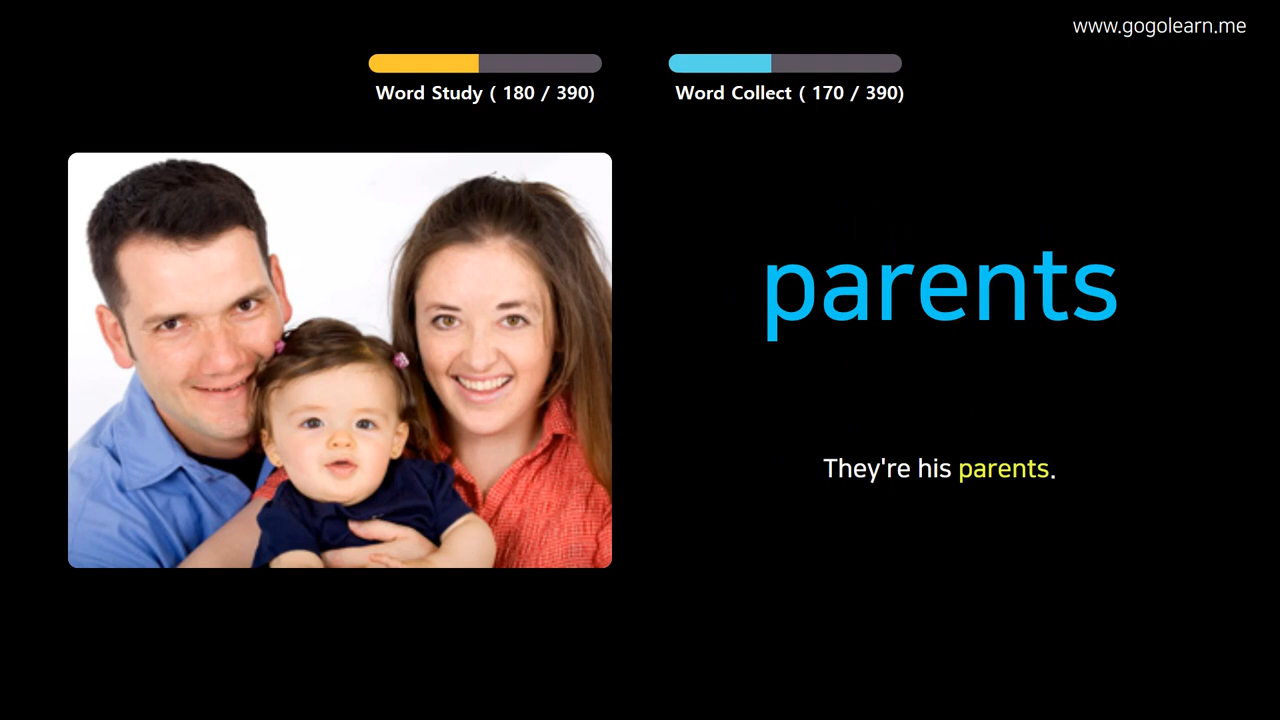 www.gogolearn.me
Word Study ( 180 / 390)
Word Collect ( 170 / 390)
parents
They're his parents.